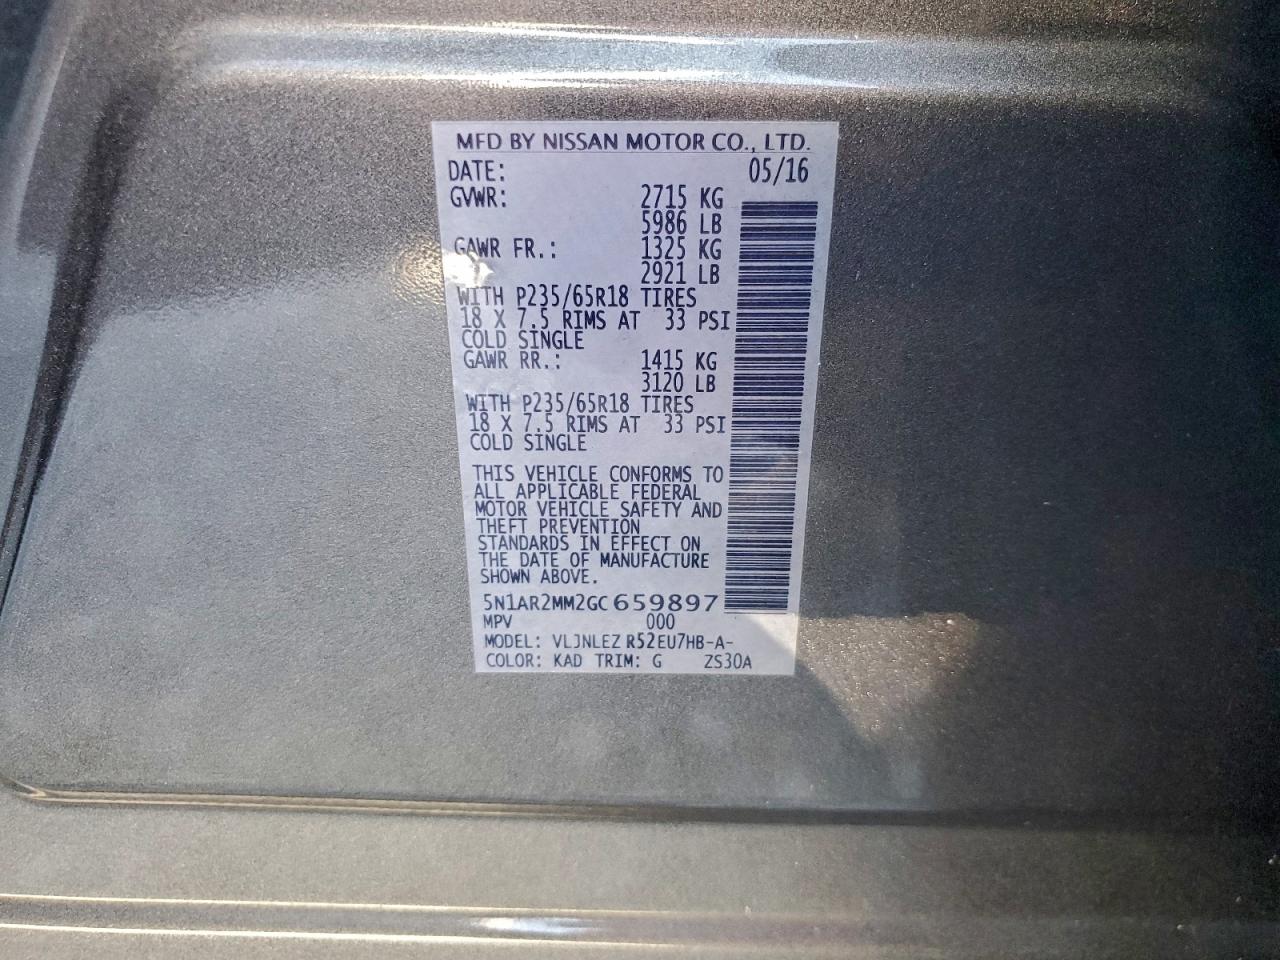 MFD BY NISSAN MOTOR CO., LTD.
DATE: 05/16
GVWR: 2715 KG
5986 LB
GAWR FR.: 1325 KG
2921 LB
WITH P235/65R18 TIRES
18 X 7.5 RIMS AT 33 PSI
COLD SINGLE
GAWR RR.: 1415 KG
3120 LB
WITH P235/65R18 TIRES
18 X 7.5 RIMS AT 33 PSI
COLD SINGLE
THIS VEHICLE CONFORMS TO
ALL APPLICABLE FEDERAL
MOTOR VEHICLE SAFETY AND
THEFT PREVENTION
STANDARDS IN EFFECT ON
THE DATE OF MANUFACTURE
SHOWN ABOVE.
5N1AR2MM2GC659897
MPV 000
MODEL: VLJNLEZ R52EU7HB-A-
COLOR: KAD TRIM: G ZS30A